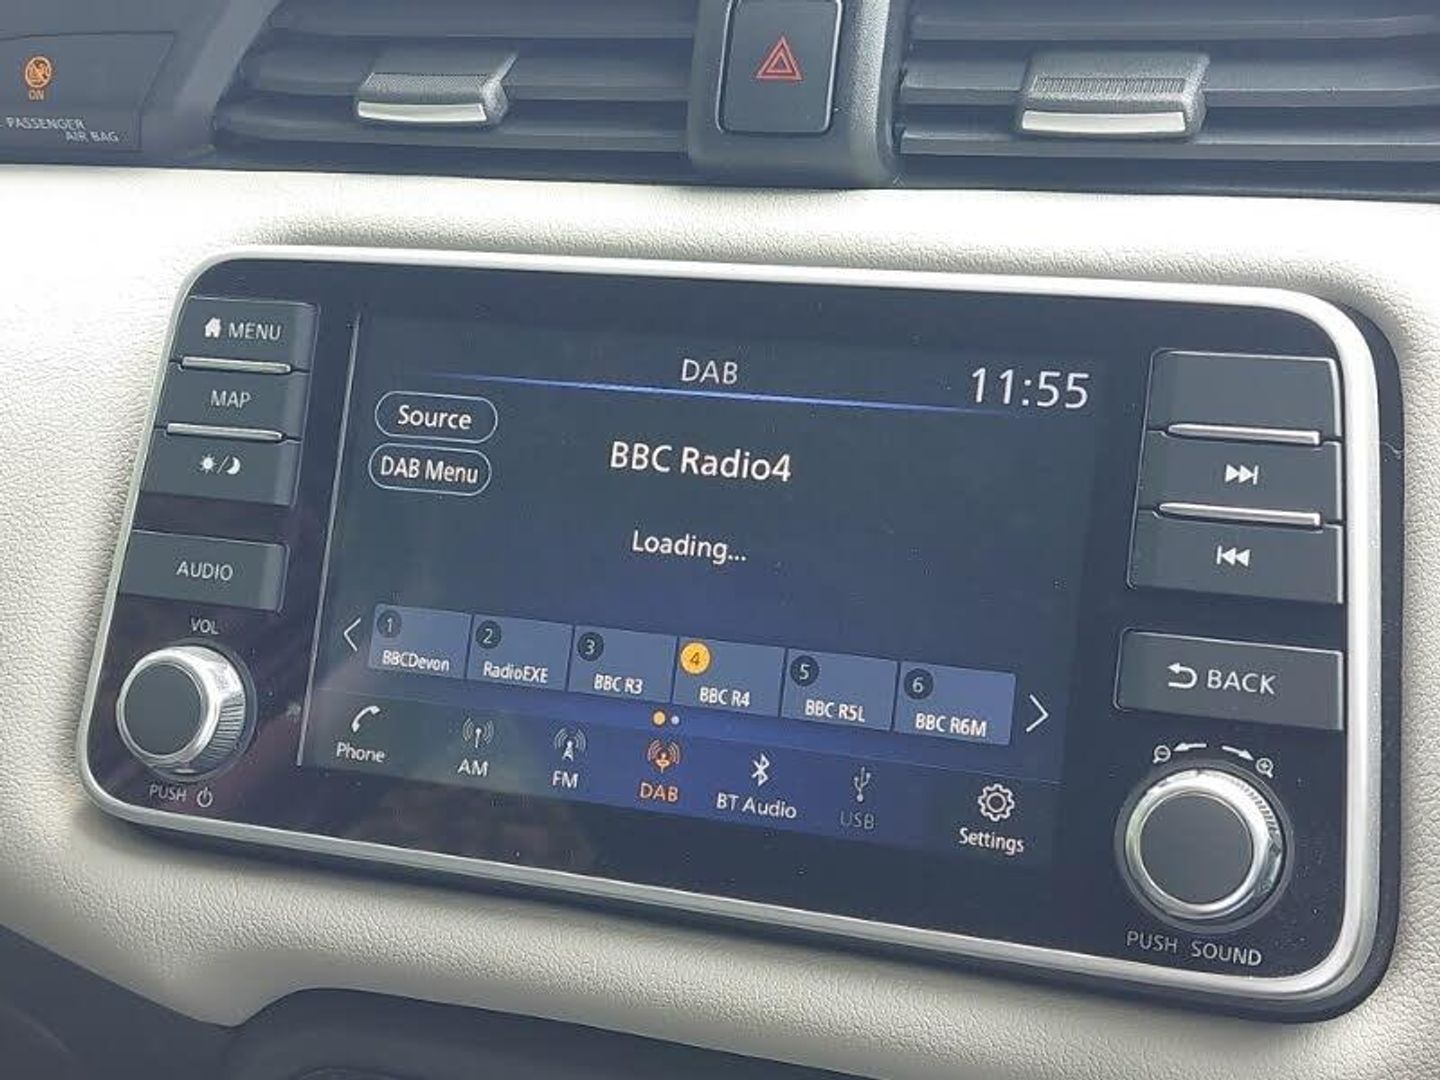 ON
PASSENGER
AIR BAG
MENU
MAP
AUDIO
VOL
PUSH
DAB
11:55
Source
DAB Menu
BBC Radio4
Loading...
1
BBCDevon
2
RadioEXE
3
BBC R3
4
BBC R4
5
BBC R5L
6
BBC R6M
Phone
AM
FM
DAB
BT Audio
USB
Settings
BACK
PUSH SOUND